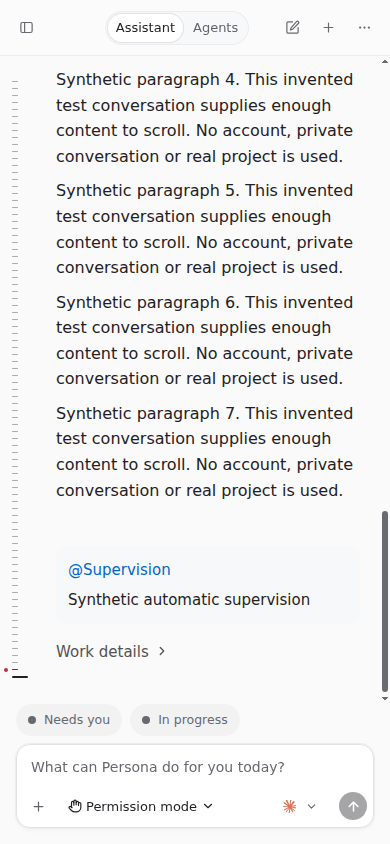 Assistant
Agents
Synthetic paragraph 4. This invented
test conversation supplies enough
content to scroll. No account, private
conversation or real project is used.
Synthetic paragraph 5. This invented
test conversation supplies enough
content to scroll. No account, private
conversation or real project is used.
Synthetic paragraph 6. This invented
test conversation supplies enough
content to scroll. No account, private
conversation or real project is used.
Synthetic paragraph 7. This invented
test conversation supplies enough
content to scroll. No account, private
conversation or real project is used.
@Supervision
Synthetic automatic supervision
Work details
Needs you
In progress
What can Persona do for you today?
Permission mode